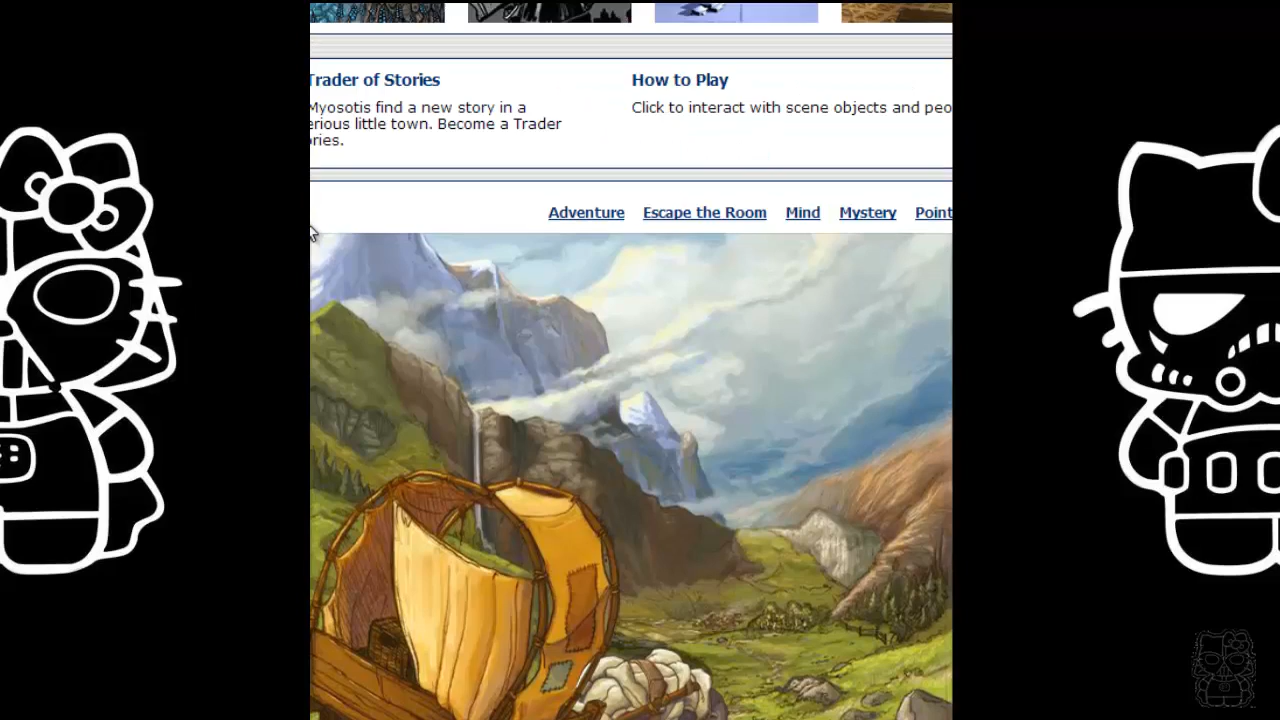 Trader of Stories
Myosotis find a new story in a
erious little town. Become a Trader
ories.
How to Play
Click to interact with scene objects and peo
Adventure Escape the Room Mind Mystery Point